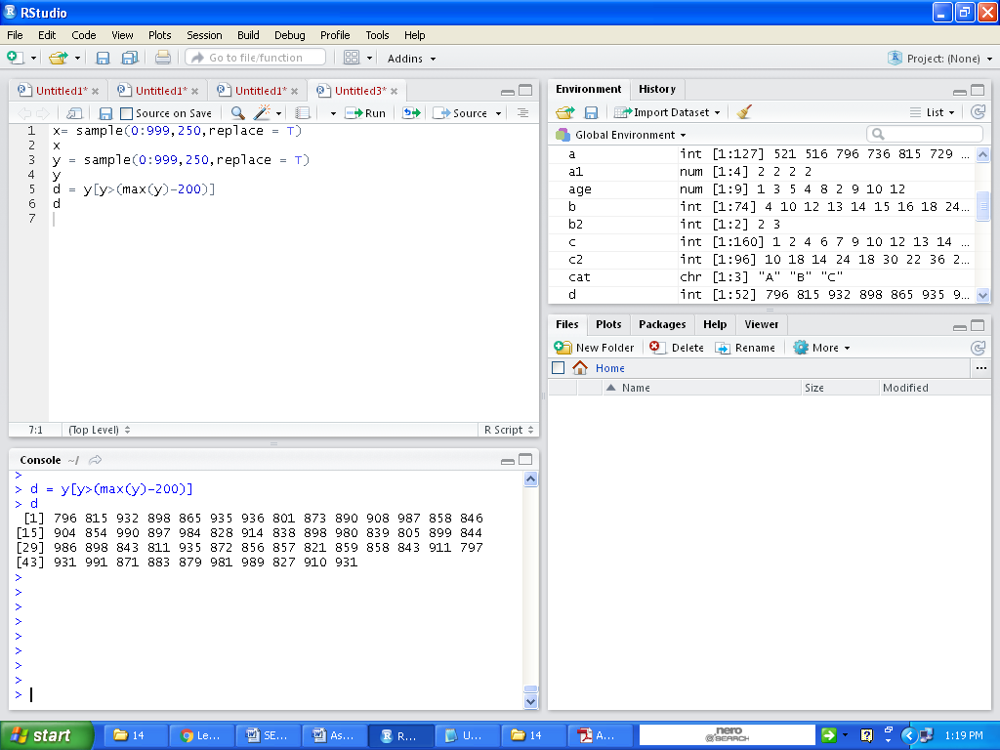 RStudio
File Edit Code View Plots Session Build Debug Profile Tools Help
Go to file/function Addins Project: (None)
Untitled1* Untitled1* Untitled1* Untitled3*
Source on Save Run Source
1 x= sample(0:999,250,replace = T)
2 x
3 y = sample(0:999,250,replace = T)
4 y
5 d = y[y>(max(y)-200)]
6 d
7
7:1 (Top Level) R Script
Console ~/
>
> d = y[y>(max(y)-200)]
> d
[1] 796 815 932 898 865 935 936 801 873 890 908 987 858 846
[15] 904 854 990 897 984 828 914 838 898 980 839 805 899 844
[29] 986 898 843 811 935 872 856 857 821 859 858 843 911 797
[43] 931 991 871 883 879 981 989 827 910 931
>
>
>
>
>
>
>
>
>
Environment History
Import Dataset List
Global Environment
a int [1:127] 521 516 796 736 815 729 ...
a1 num [1:4] 2 2 2 2
age num [1:9] 1 3 5 4 8 2 9 10 12
b int [1:74] 4 10 12 13 14 15 16 18 24...
b2 int [1:2] 2 3
c int [1:160] 1 2 4 6 7 9 10 12 13 14 ...
c2 int [1:96] 10 18 14 24 18 30 22 36 2...
cat chr [1:3] "A" "B" "C"
d int [1:52] 796 815 932 898 865 935 9...
Files Plots Packages Help Viewer
New Folder Delete Rename More
Home ...
Name Size Modified
start 14 Le... SE... As... R... U... 14 A... nero SEARCH 1:19 PM